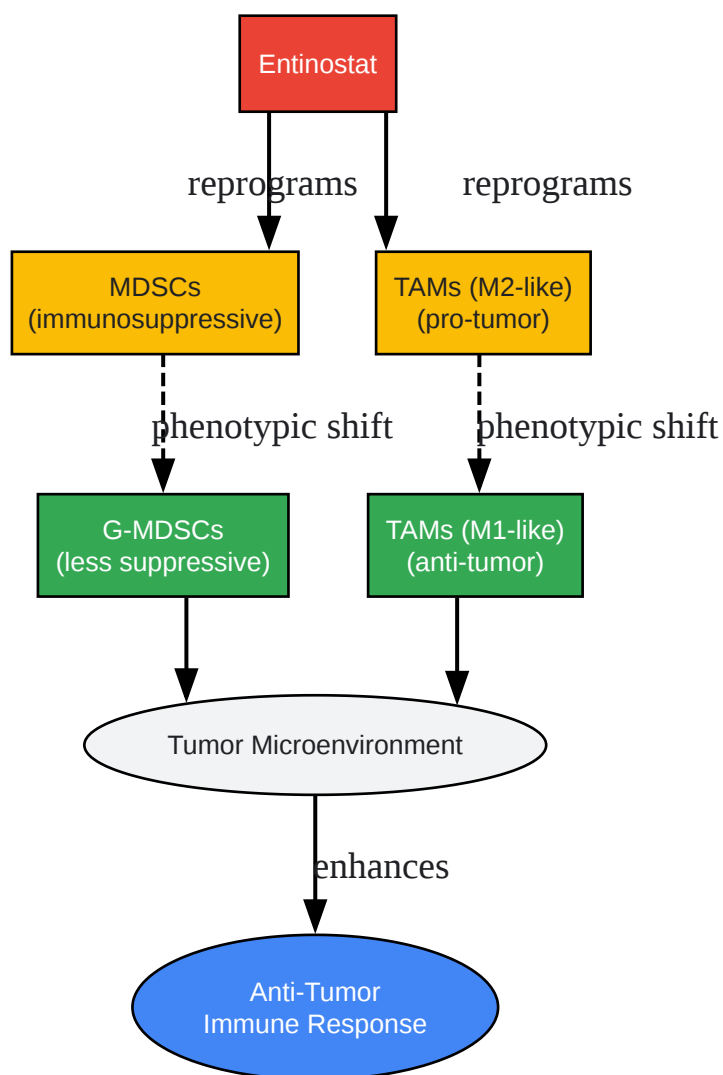 Entinostat
reprograms
reprograms
MDSCs
(immunosuppressive)
TAMs (M2-like)
(pro-tumor)
phenotypic shift
phenotypic shift
G-MDSCs
(less suppressive)
TAMs (M1-like)
(anti-tumor)
Tumor Microenvironment
enhances
Anti-Tumor
Immune Response